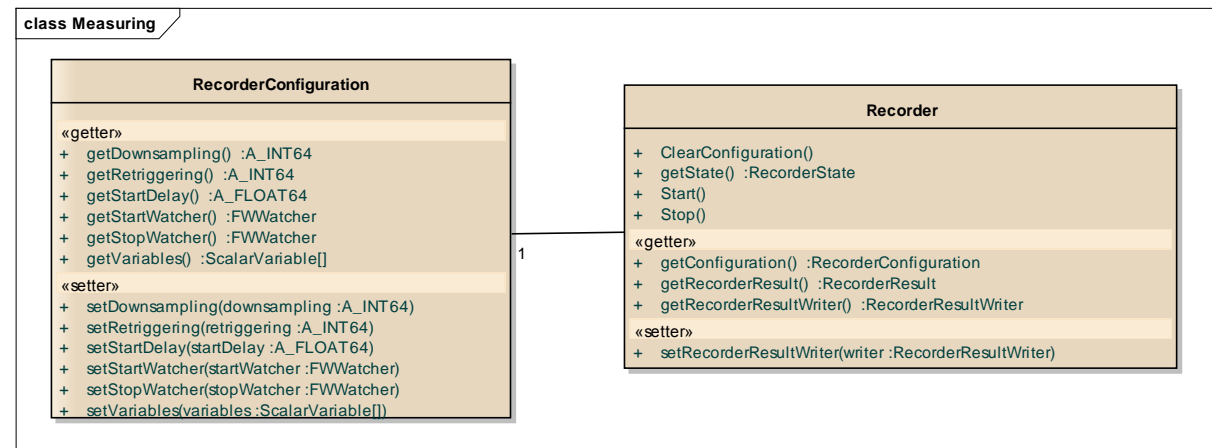 class Measuring
RecorderConfiguration
«getter»
+ getDownsampling() :A_INT64
+ getRetriggering() :A_INT64
+ getStartDelay() :A_FLOAT64
+ getStartWatcher() :FWWatcher
+ getStopWatcher() :FWWatcher
+ getVariables() :ScalarVariable[]
«setter»
+ setDownsampling(downsampling :A_INT64)
+ setRetriggering(retriggering :A_INT64)
+ setStartDelay(startDelay :A_FLOAT64)
+ setStartWatcher(startWatcher :FWWatcher)
+ setStopWatcher(stopWatcher :FWWatcher)
+ setVariables(variables :ScalarVariable[])
1
Recorder
+ ClearConfiguration()
+ getState() :RecorderState
+ Start()
+ Stop()
«getter»
+ getConfiguration() :RecorderConfiguration
+ getRecorderResult() :RecorderResult
+ getRecorderResultWriter() :RecorderResultWriter
«setter»
+ setRecorderResultWriter(writer :RecorderResultWriter)